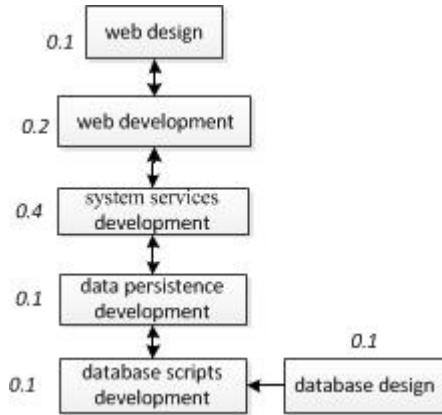 0.1
web design
0.2
web development
0.4
system services
development
0.1
data persistence
development
0.1
database scripts
development
0.1
database design